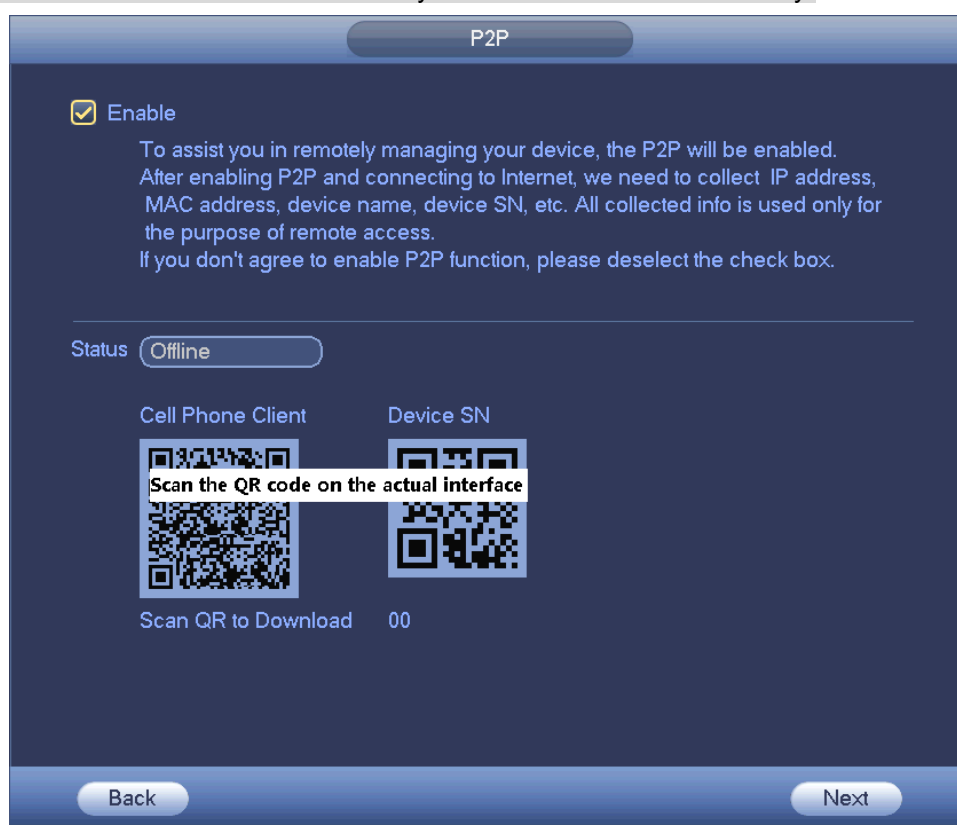 P2P
Enable
To assist you in remotely managing your device, the P2P will be enabled.
After enabling P2P and connecting to Internet, we need to collect IP address,
MAC address, device name, device SN, etc. All collected info is used only for
the purpose of remote access.
If you don't agree to enable P2P function, please deselect the check box.
Status Offline
Cell Phone Client Device SN
Scan the QR code on the actual interface
Scan QR to Download 00
Back Next